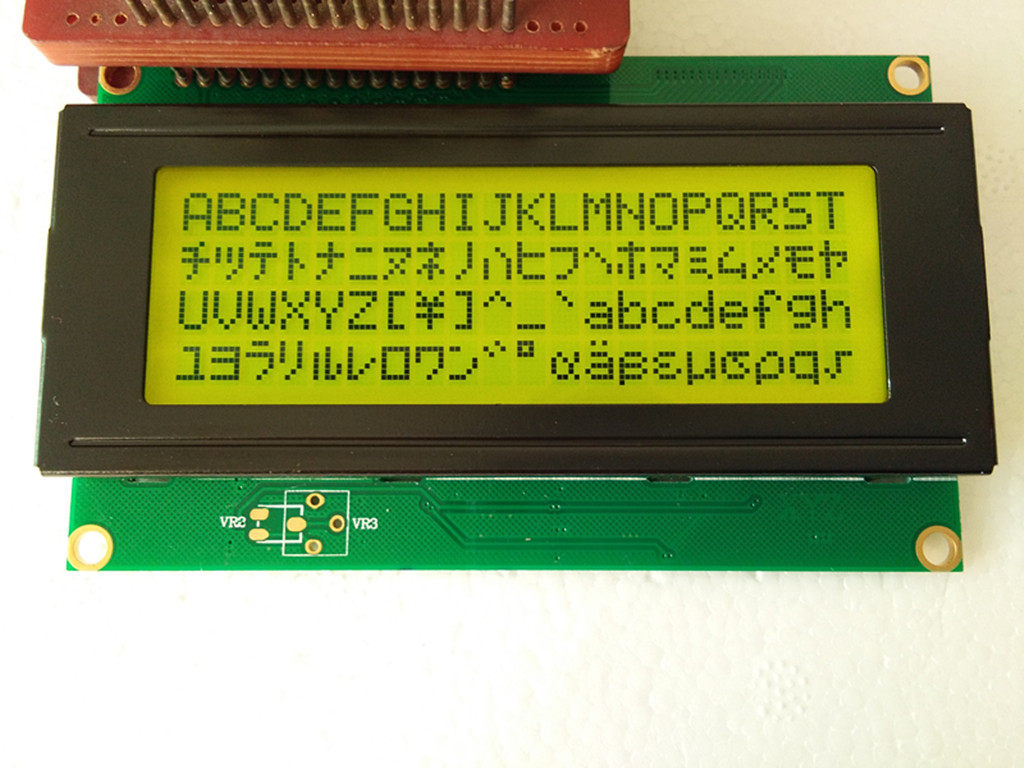 ABCDEFGHIJKLMNOPQRST
チツテトナニヌネノハヒフヘホマミムメモヤ
UVWXYZ[¥]^_`abcdefgh
ユヨラリルレロワン゛゜αäβεμσρq√
VR2 VR3